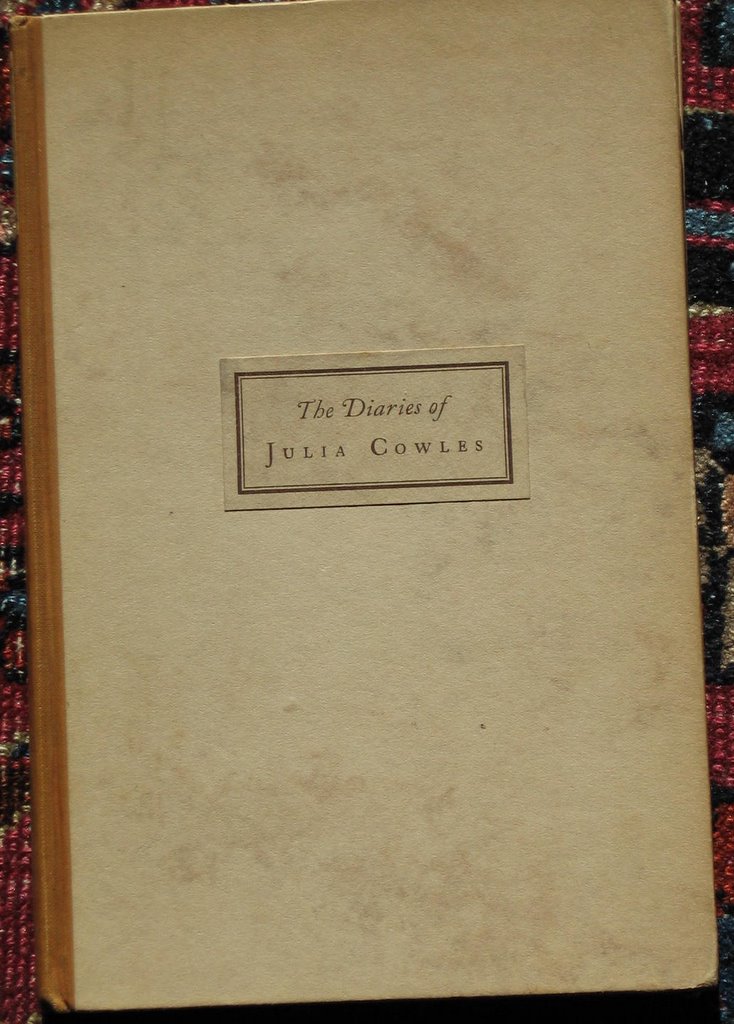 The Diaries of
JULIA COWLES